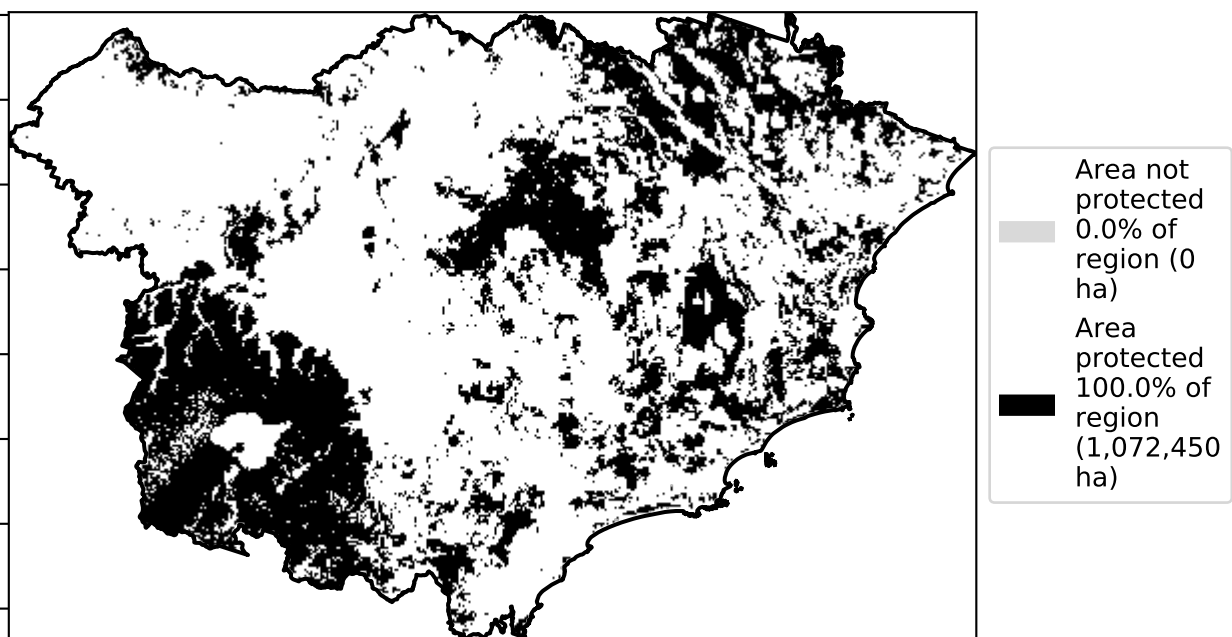 Area not
protected
0.0% of
region (0
ha)
Area
protected
100.0% of
region
(1,072,450
ha)